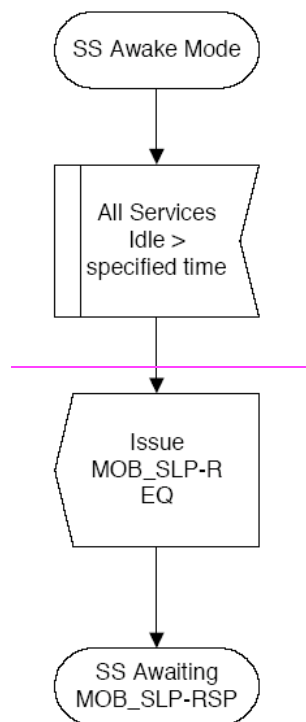 SS Awake Mode
All Services
Idle >
specified time
Issue
MOB_SLP-R
EQ
SS Awaiting
MOB_SLP-RSP